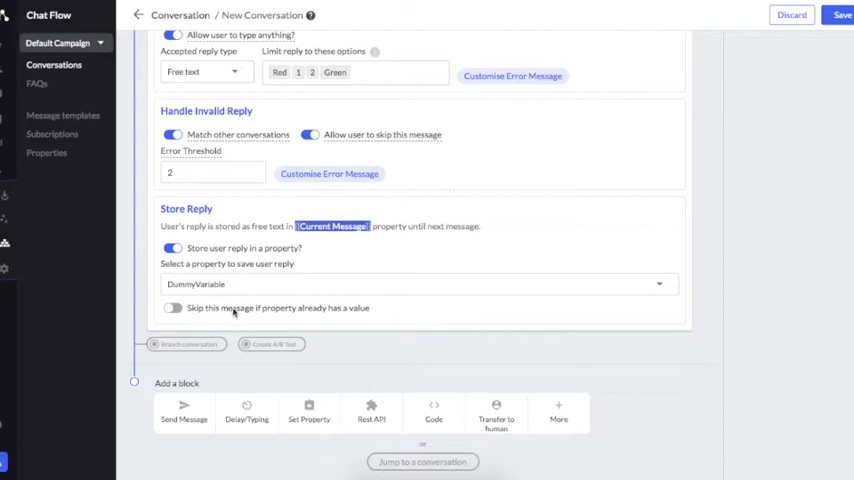 Chat Flow
Conversation / New Conversation ?
Discard
Save
Default Campaign
Conversations
FAQs
Message templates
Subscriptions
Properties
Allow user to type anything?
Accepted reply type
Limit reply to these options i
Free text
Red 1 2 Green
Customise Error Message
Handle Invalid Reply
Match other conversations
Allow user to skip this message
Error Threshold
2
Customise Error Message
Store Reply
User's reply is stored as free text in [[Current Message]] property until next message.
Store user reply in a property?
Select a property to save user reply
DummyVariable
Skip this message if property already has a value
Branch conversation
Create A/B Test
Add a block
Send Message
Delay/Typing
Set Property
Rest API
Code
Transfer to
human
More
or
Jump to a conversation